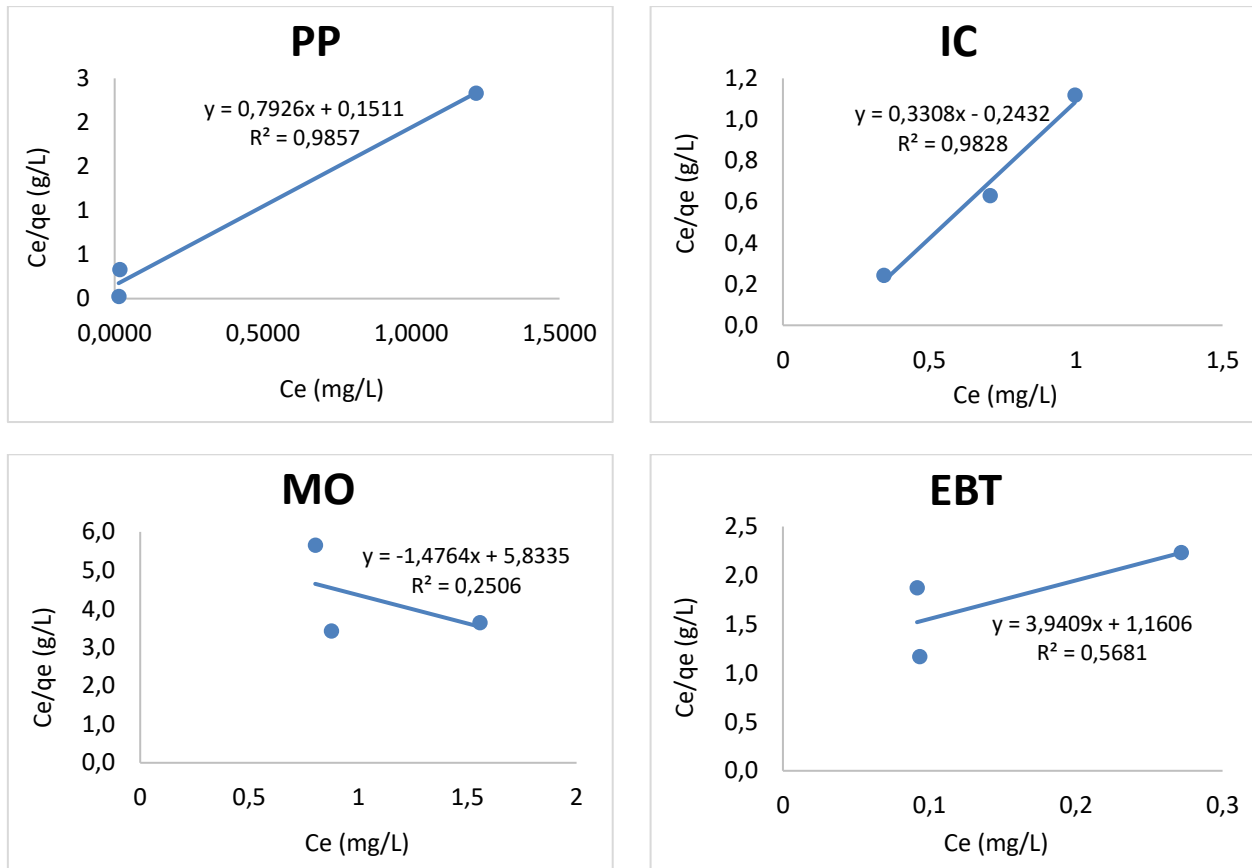 PP
Ce/qe (g/L)
3
2
2
1
1
0
y = 0,7926x + 0,1511
R² = 0,9857
0,0000 0,5000 1,0000 1,5000
Ce (mg/L)
IC
Ce/qe (g/L)
1,2
1,0
0,8
0,6
0,4
0,2
0,0
y = 0,3308x - 0,2432
R² = 0,9828
0 0,5 1 1,5
Ce (mg/L)
MO
Ce/qe (g/L)
6,0
5,0
4,0
3,0
2,0
1,0
0,0
y = -1,4764x + 5,8335
R² = 0,2506
0 0,5 1 1,5 2
Ce (mg/L)
EBT
Ce/qe (g/L)
2,5
2,0
1,5
1,0
0,5
0,0
y = 3,9409x + 1,1606
R² = 0,5681
0 0,1 0,2 0,3
Ce (mg/L)